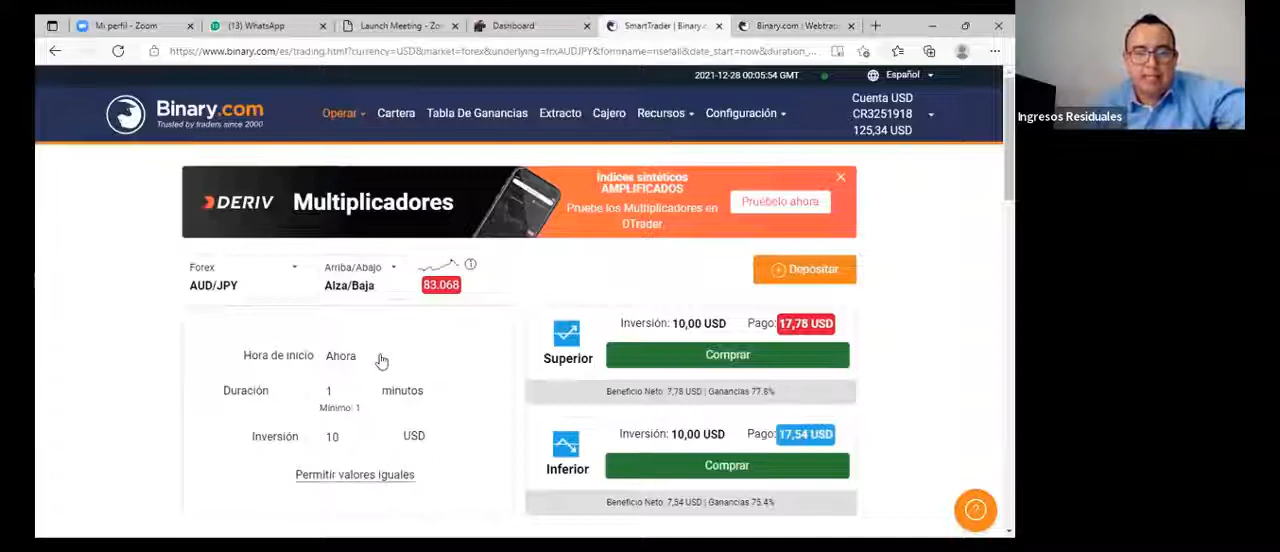 Mi perfil - Zoom
(13) WhatsApp
Launch Meeting - Zo
Dashboard
SmartTrader | Binary.c
Binary.com : Webtrad
https://www.binary.com/es/trading.html?currency=USD&market=forex&underlying=frxAUDJPY&formname=risefall&date_start=now&duration_...
2021-12-28 00:05:54 GMT
Español
Binary.com
Trusted by traders since 2000
Operar
Cartera
Tabla De Ganancias
Extracto
Cajero
Recursos
Configuración
Cuenta USD
CR3251918
125,34 USD
Ingresos Residuales
DERIV
Multiplicadores
Índices sintéticos
AMPLIFICADOS
Pruebe los Multiplicadores en
DTrader.
Pruébelo ahora
Forex
AUD/JPY
Arriba/Abajo
Alza/Baja
83.068
Depositar
Hora de inicio Ahora
Duración 1 minutos
Mínimo: 1
Inversión 10 USD
Permitir valores iguales
Superior
Inversión: 10,00 USD Pago: 17,78 USD
Comprar
Beneficio Neto: 7,78 USD | Ganancias 77.8%
Inferior
Inversión: 10,00 USD Pago: 17,54 USD
Comprar
Beneficio Neto: 7,54 USD | Ganancias 75.4%